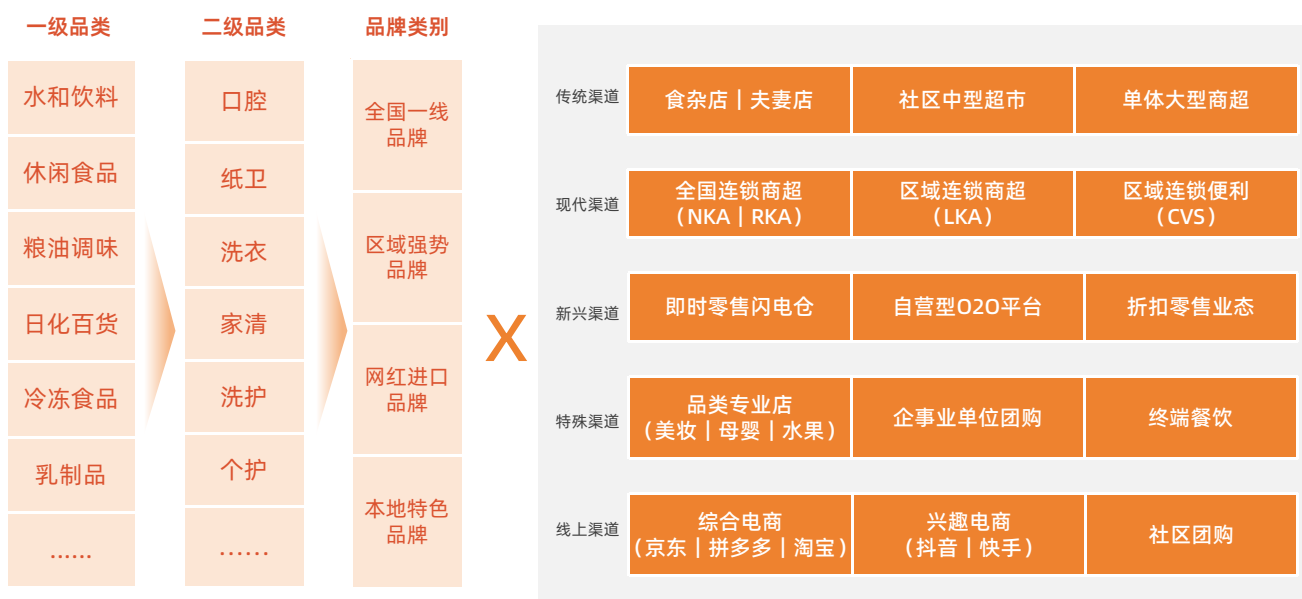 一级品类
水和饮料
休闲食品
粮油调味
日化百货
冷冻食品
乳制品
……
二级品类
口腔
纸卫
洗衣
家清
洗护
个护
……
品牌类别
全国一线
品牌
区域强势
品牌
网红进口
品牌
本地特色
品牌
X
传统渠道
食杂店｜夫妻店
社区中型超市
单体大型商超
现代渠道
全国连锁商超
（NKA｜RKA）
区域连锁商超
（LKA）
区域连锁便利
（CVS）
新兴渠道
即时零售闪电仓
自营型O2O平台
折扣零售业态
特殊渠道
品类专业店
（美妆｜母婴｜水果）
企事业单位团购
终端餐饮
线上渠道
综合电商
（京东｜拼多多｜淘宝）
兴趣电商
（抖音｜快手）
社区团购